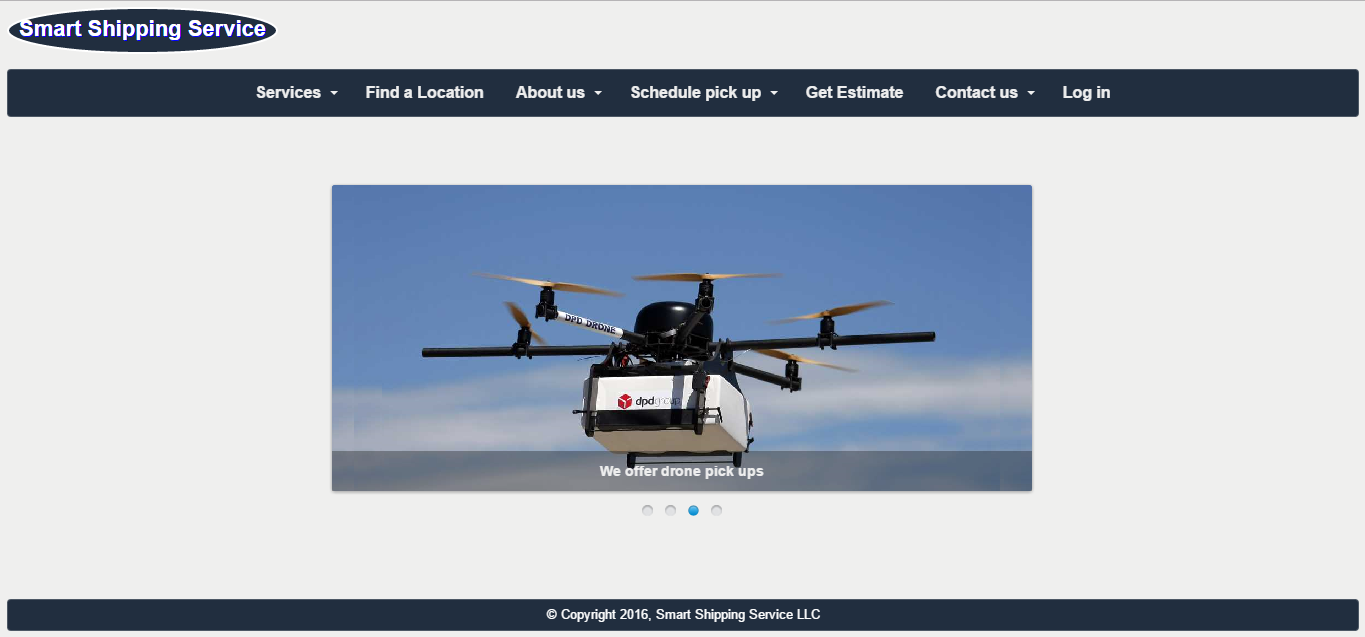 Smart Shipping Service
Services Find a Location About us Schedule pick up Get Estimate Contact us Log in
DPD DRONE
dpdgroup
We offer drone pick ups
© Copyright 2016, Smart Shipping Service LLC